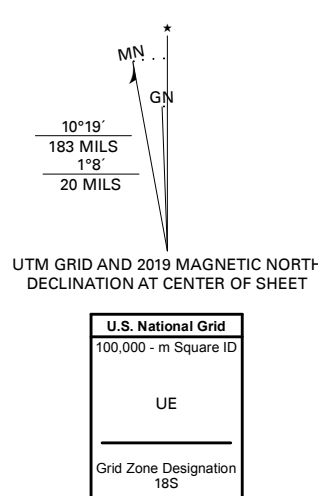 ★
MN
GN
10°19´
183 MILS
1°8´
20 MILS
UTM GRID AND 2019 MAGNETIC NORTH
DECLINATION AT CENTER OF SHEET
U.S. National Grid
100,000 - m Square ID
UE
Grid Zone Designation
18S